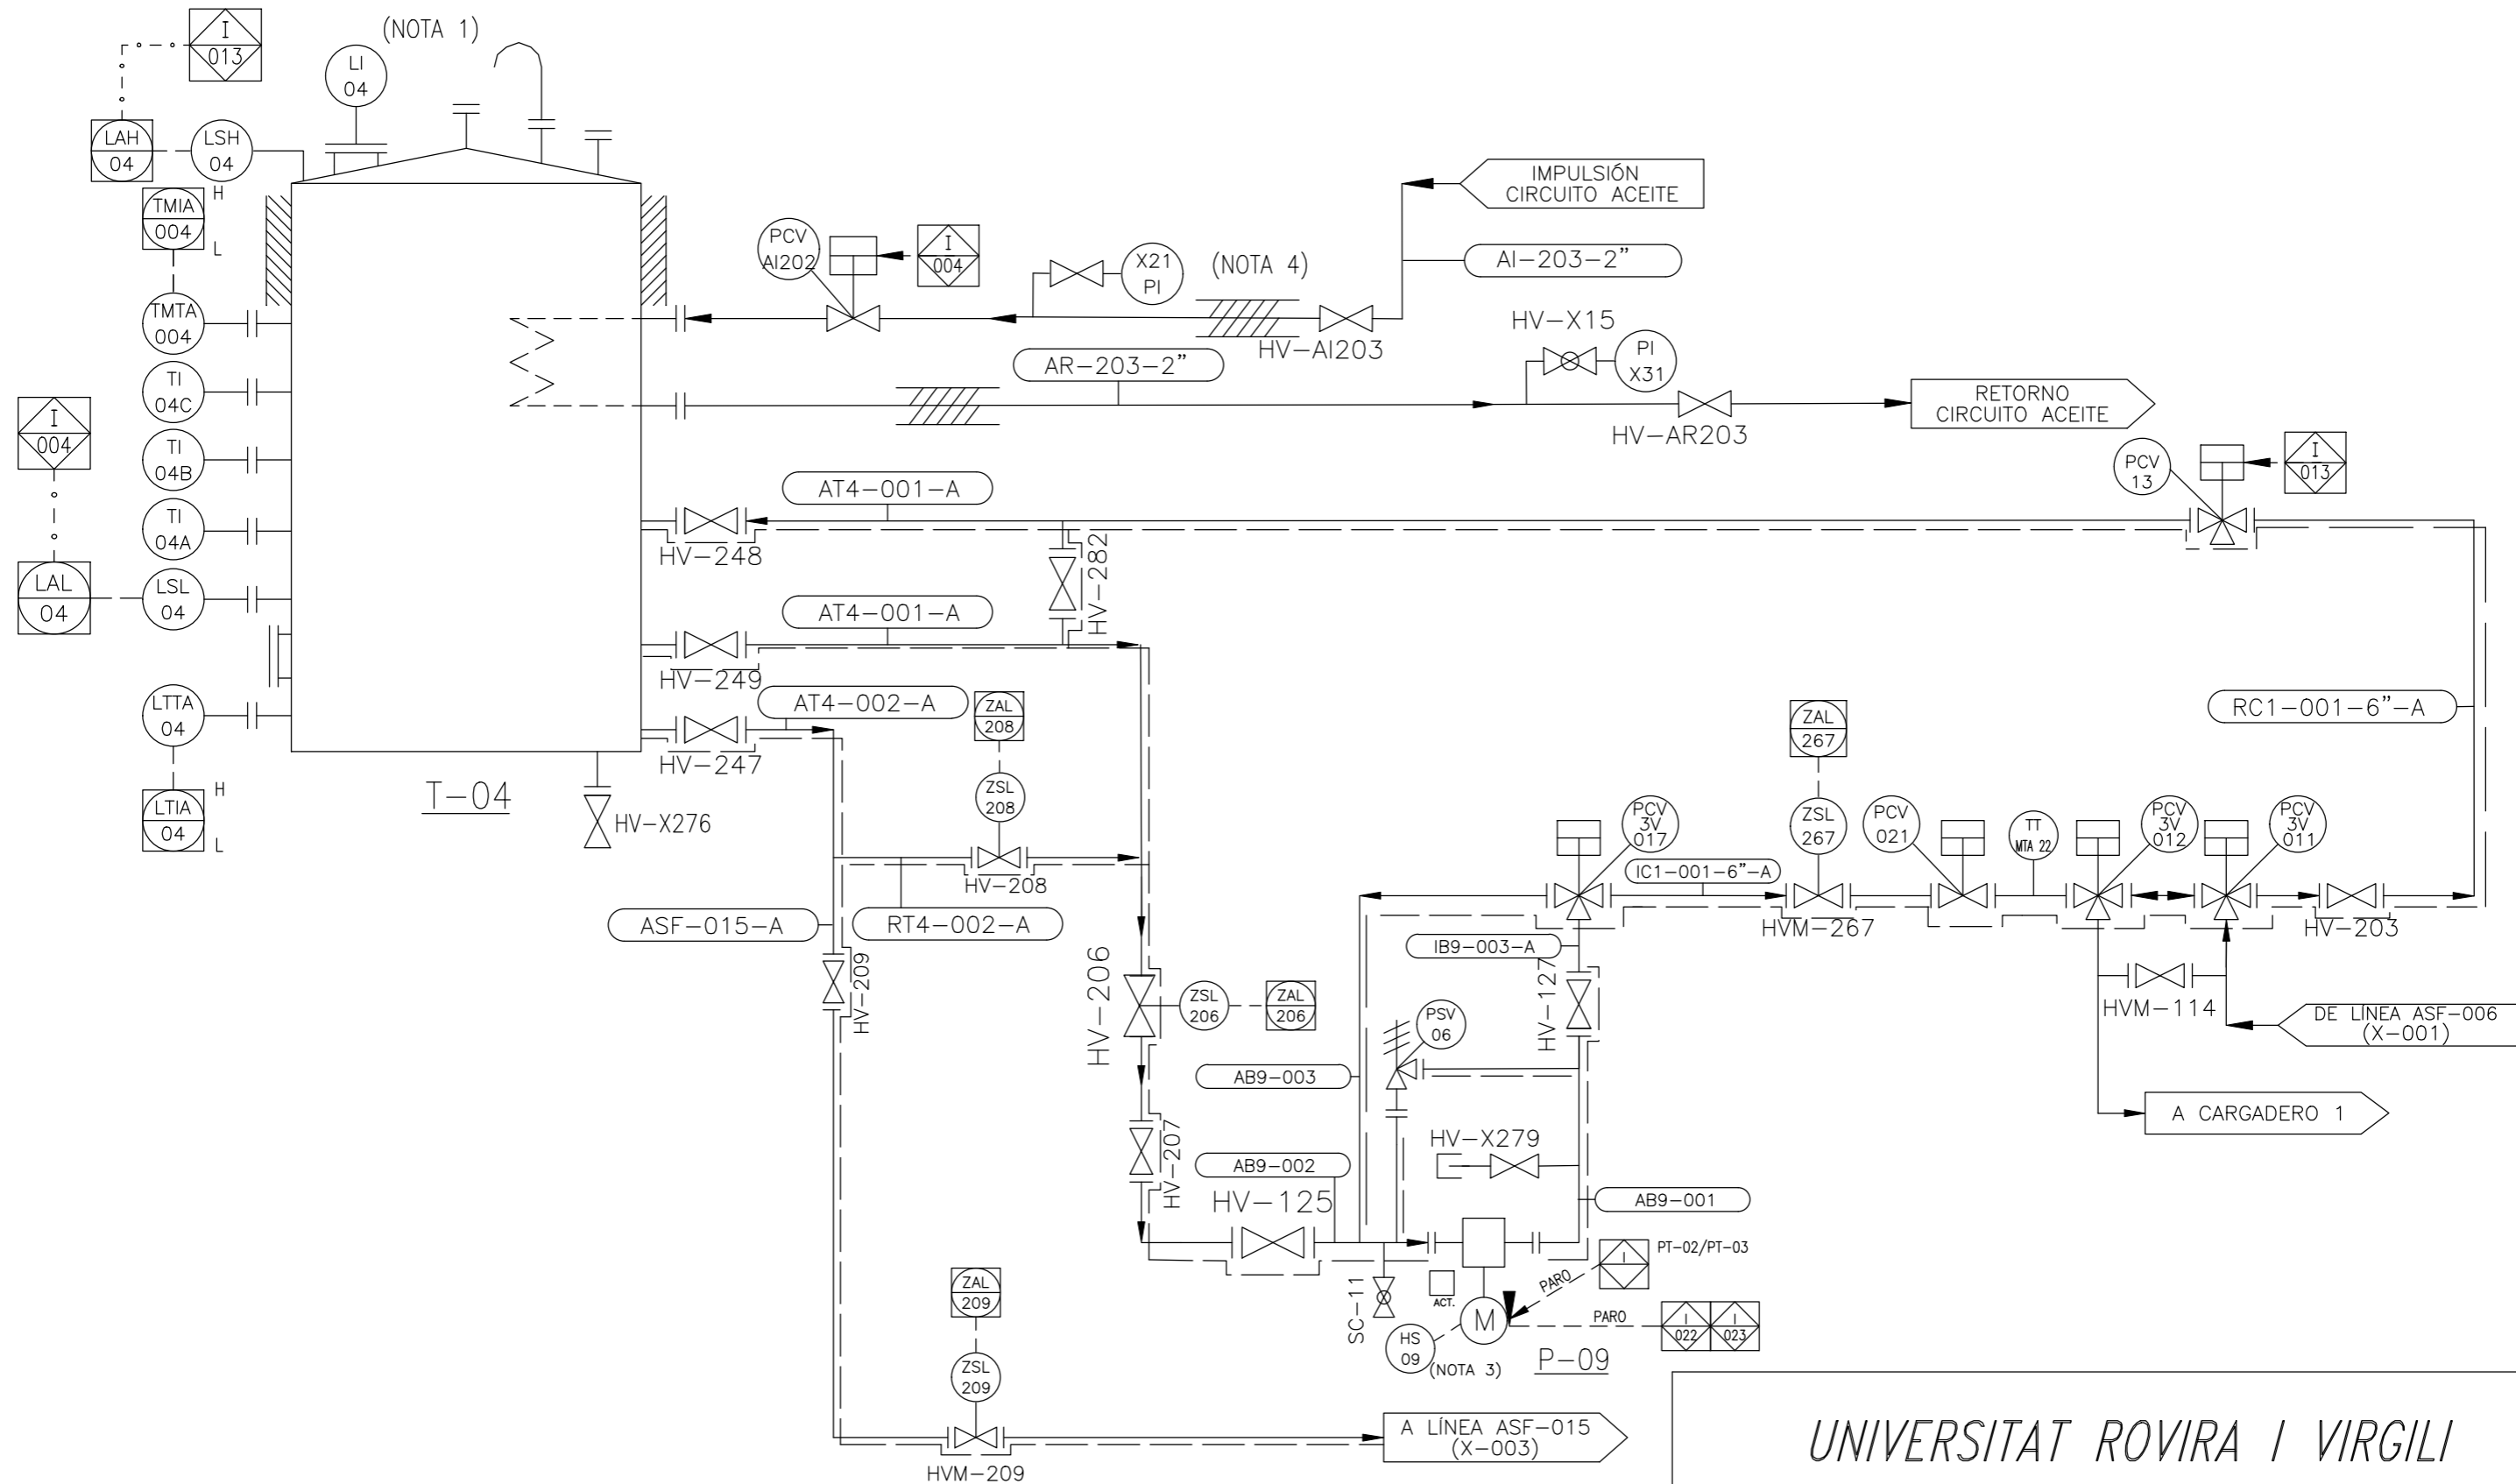 I
013
(NOTA 1)
LI
04
LAH
04
LSH
04
H
TMIA
004
L
TMTA
004
TI
04C
TI
04B
TI
04A
I
004
LAL
04
LSL
04
LTTA
04
H
LTIA
04
L
T-04
HV-X276
PCV
AI202
I
004
X21
PI
(NOTA 4)
IMPULSIÓN
CIRCUITO ACEITE
AI-203-2"
HV-AI203
HV-X15
PI
X31
AR-203-2"
HV-AR203
RETORNO
CIRCUITO ACEITE
PCV
13
I
013
AT4-001-A
HV-248
HV-282
AT4-001-A
HV-249
AT4-002-A
HV-247
ZAL
208
ZSL
208
HV-208
RT4-002-A
ASF-015-A
HV-209
HV-206
ZSL
206
ZAL
206
HV-207
RC1-001-6"-A
ZAL
267
ZSL
267
HVM-267
PCV
3V
017
IC1-001-6"-A
PCV
021
TT
MTA 22
PCV
3V
012
PCV
3V
011
HV-203
HVM-114
DE LÍNEA ASF-006
(X-001)
A CARGADERO 1
IB9-003-A
HV-127
PSV
06
AB9-003
HV-X279
AB9-002
HV-125
AB9-001
SC-11
ACT.
M
HS
09
(NOTA 3)
P-09
PARO
I
PT-02/PT-03
PARO
I
022
I
023
ZAL
209
ZSL
209
HVM-209
A LÍNEA ASF-015
(X-003)
UNIVERSITAT ROVIRA I VIRGILI